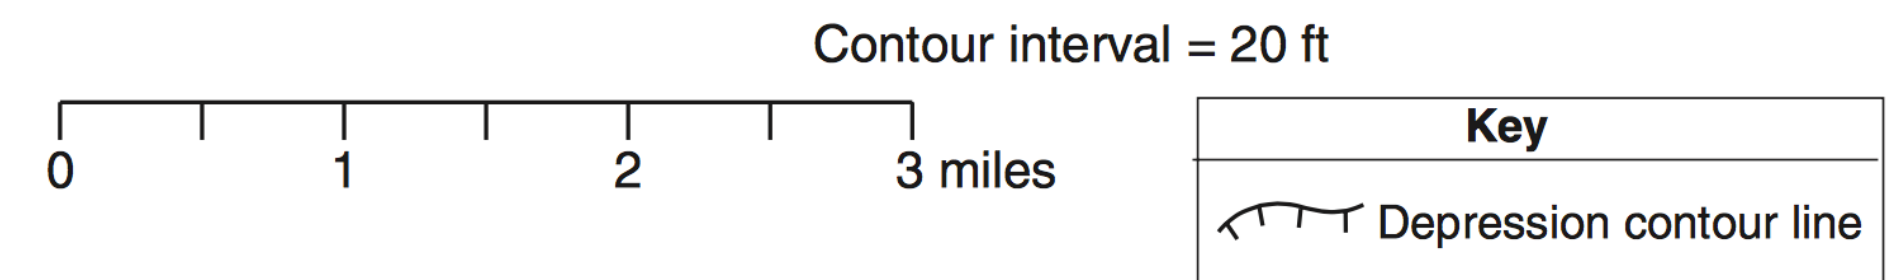 Contour interval = 20 ft
0 1 2 3 miles
Key
Depression contour line